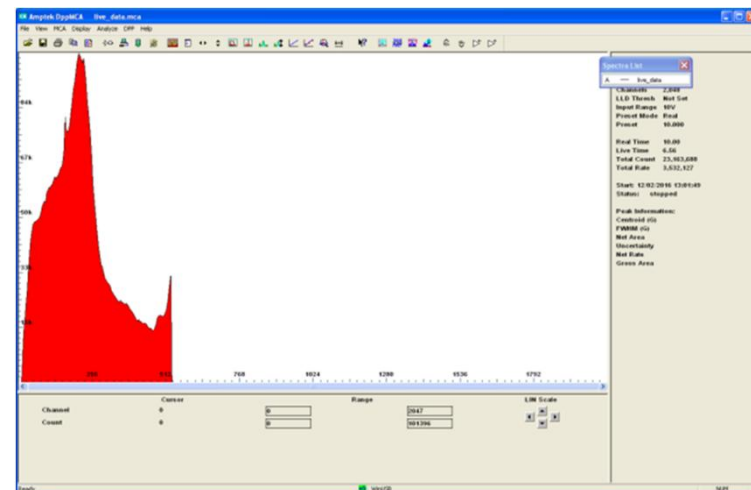 Amptek DppMCA    live_data.mca
File View MCA Display Analyze DPP Help
Spectra List
A — live_data
Channels 2,048
LLD Thresh Not Set
Input Range 10V
Preset Mode Real
Preset 10.000
Real Time 10.00
Live Time 6.56
Total Count 23,163,688
Total Rate 3,532,127
Start: 12/02/2016 13:01:49
Status: stopped
Peak Information:
Centroid (G)
FWHM (G)
Net Area
Uncertainty
Net Rate
Gross Area
84k
67k
50k
768 1024 1280 1536 1792
Cursor Range LIN Scale
Channel 0 0 2047
Count 0 0 101396
Ready